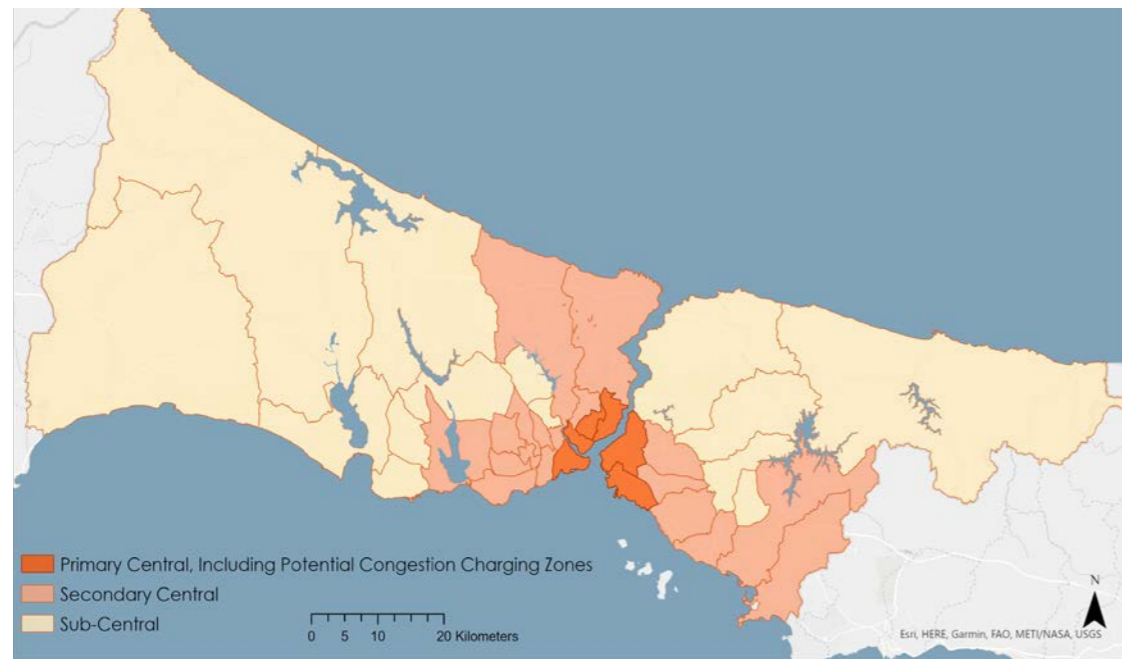 Primary Central, Including Potential Congestion Charging Zones
Secondary Central
Sub-Central
0 5 10 20 Kilometers
N
Esri, HERE, Garmin, FAO, METI/NASA, USGS